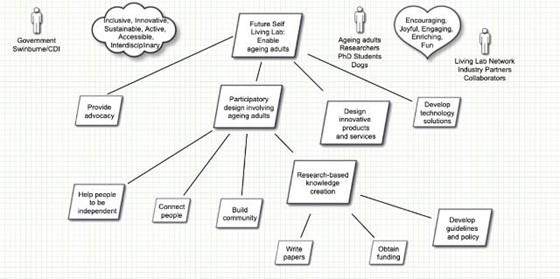 Government
Swinburne/CDI
Inclusive, Innovative,
Sustainable, Active,
Accessible,
Interdisciplinary
Future Self
Living Lab:
Enable
ageing adults
Ageing adults
Researchers
PhD Students
Dogs
Encouraging,
Joyful, Engaging,
Enriching,
Fun
Living Lab Network
Industry Partners
Collaborators
Provide
advocacy
Participatory
design involving
ageing adults
Design
innovative
products
and services
Develop
technology
solutions
Help people
to be
independent
Connect
people
Build
community
Research-based
knowledge
creation
Write
papers
Obtain
funding
Develop
guidelines
and policy